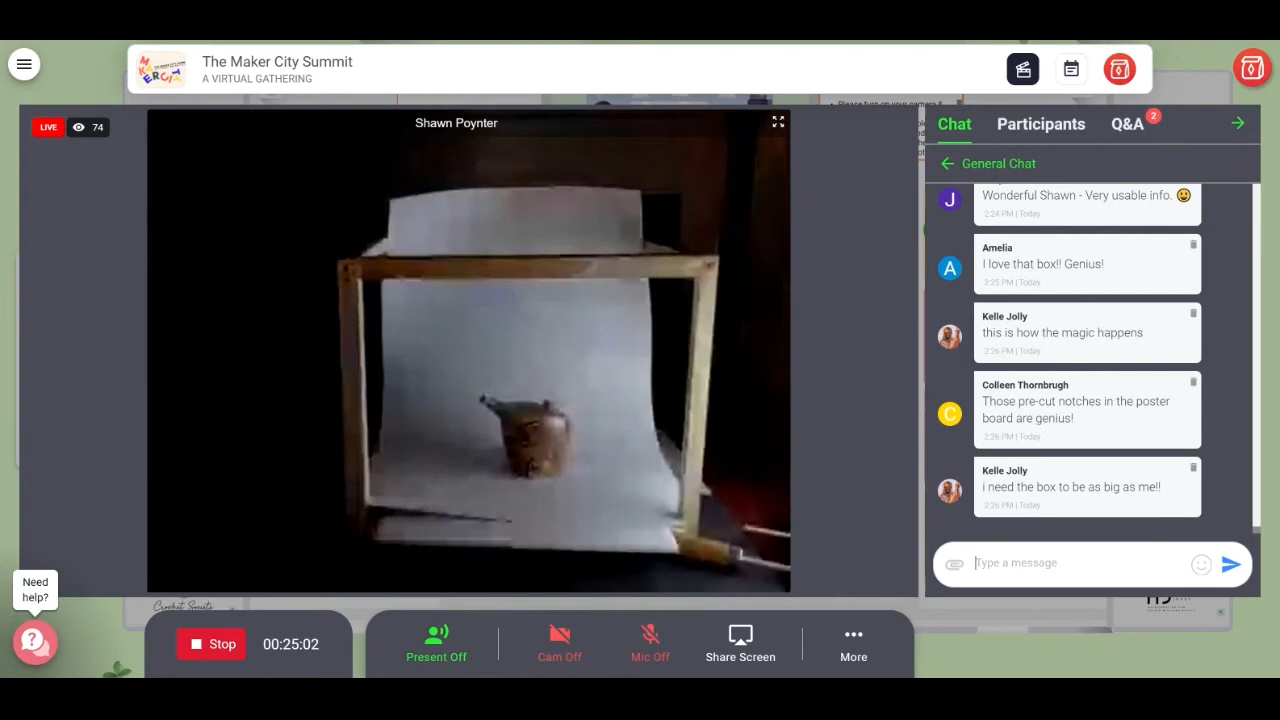 The Maker City Summit
A VIRTUAL GATHERING
LIVE
74
Shawn Poynter
Chat
Participants
Q&A
2
General Chat
J
Wonderful Shawn - Very usable info. 😃
2:24 PM | Today
Amelia
A
I love that box!! Genius!
2:25 PM | Today
Kelle Jolly
this is how the magic happens
2:26 PM | Today
Colleen Thornbrugh
C
Those pre-cut notches in the poster
board are genius!
2:26 PM | Today
Kelle Jolly
i need the box to be as big as me!!
2:26 PM | Today
Type a message
Need
help?
Stop
00:25:02
Present Off
Cam Off
Mic Off
Share Screen
More